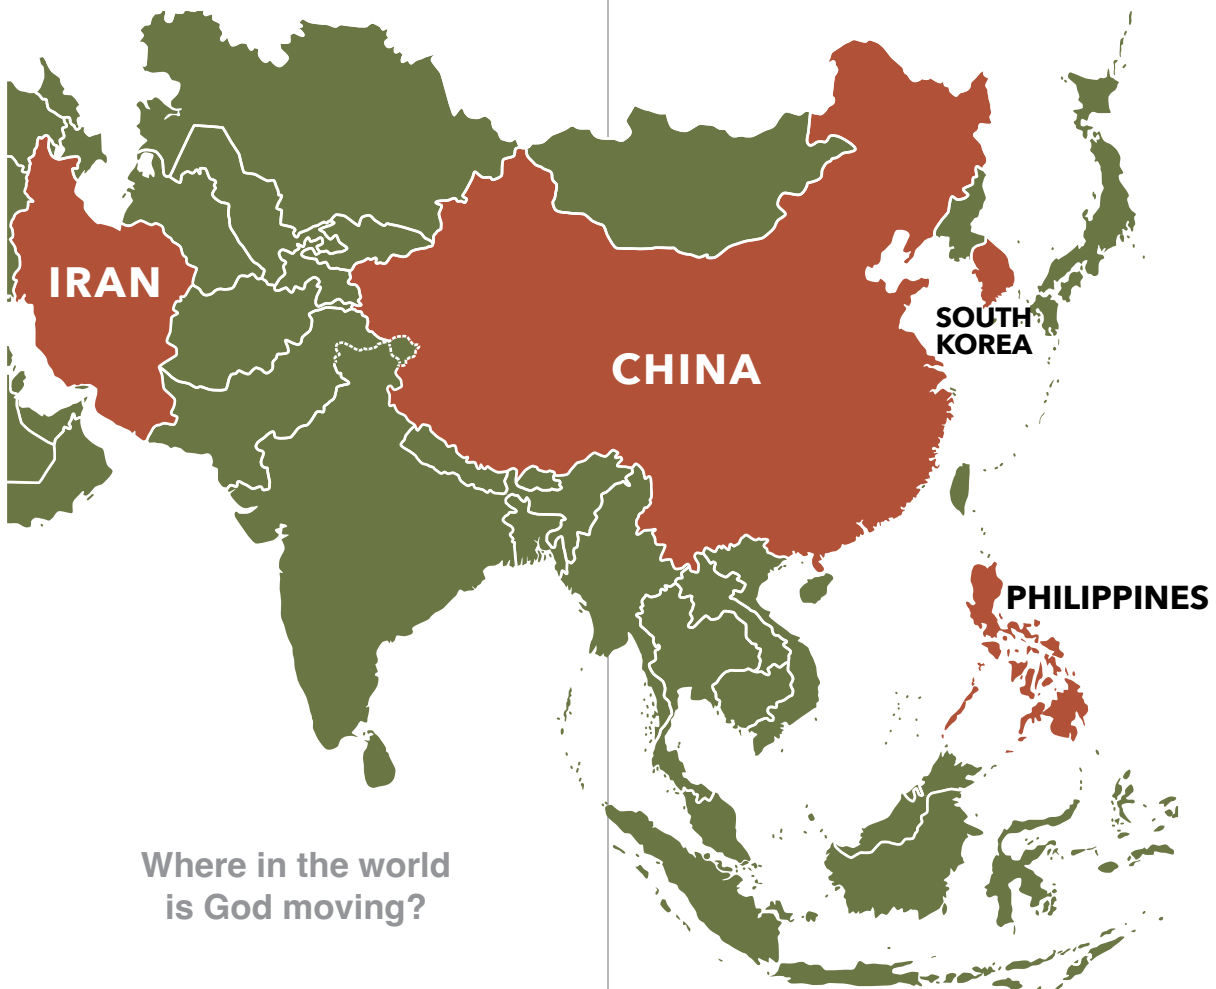 IRAN
CHINA
SOUTH
KOREA
PHILIPPINES
Where in the world
is God moving?